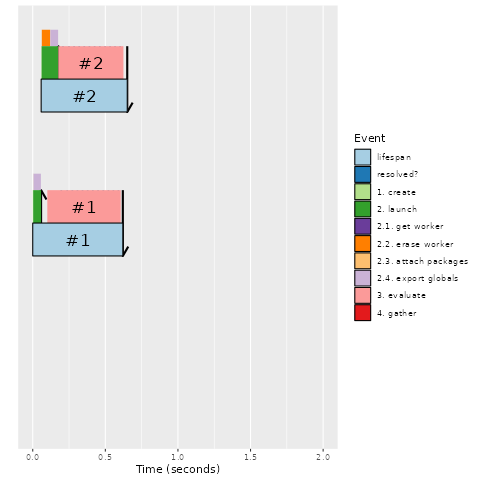 #2
#2
#1
#1
0.0 0.5 1.0 1.5 2.0
Time (seconds)
Event
lifespan
resolved?
1. create
2. launch
2.1. get worker
2.2. erase worker
2.3. attach packages
2.4. export globals
3. evaluate
4. gather